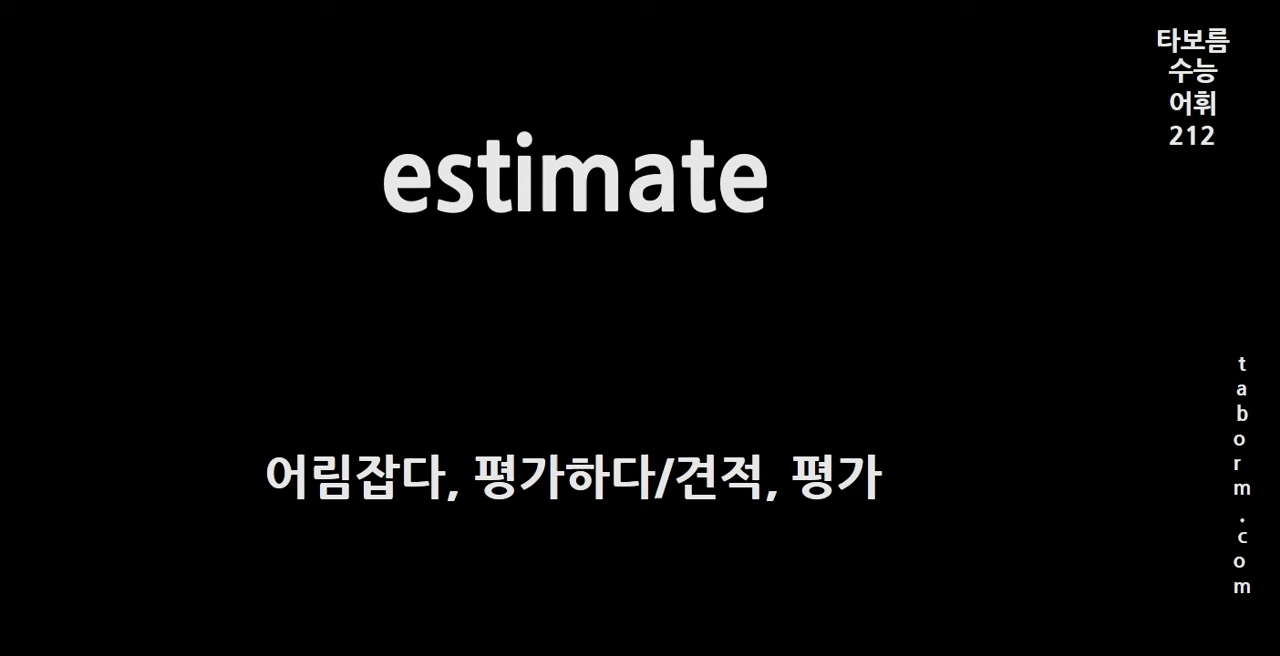 estimate
어림잡다, 평가하다/견적, 평가
타보름
수능
어휘
212
taborm.com